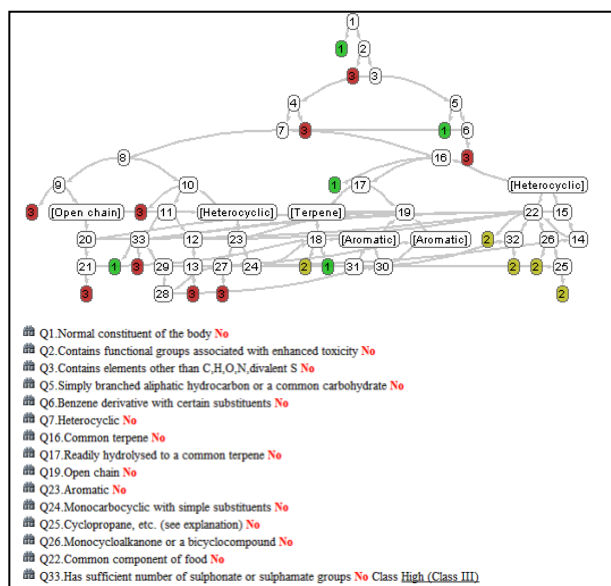 1
1 2
3 3
4 5
7 3 1 6
8 16 3
9 10 1 17 [Heterocyclic]
3 [Open chain] 3 11 [Heterocyclic] [Terpene] 19 22 15
20 33 12 23 18 [Aromatic] [Aromatic] 2 32 26 14
21 1 3 29 13 27 24 2 1 31 30 2 2 25
3 28 3 3 2
Q1.Normal constituent of the body No
Q2.Contains functional groups associated with enhanced toxicity No
Q3.Contains elements other than C,H,O,N,divalent S No
Q5.Simply branched aliphatic hydrocarbon or a common carbohydrate No
Q6.Benzene derivative with certain substituents No
Q7.Heterocyclic No
Q16.Common terpene No
Q17.Readily hydrolysed to a common terpene No
Q19.Open chain No
Q23.Aromatic No
Q24.Monocarbocyclic with simple substituents No
Q25.Cyclopropane, etc. (see explanation) No
Q26.Monocycloalkanone or a bicyclocompound No
Q22.Common component of food No
Q33.Has sufficient number of sulphonate or sulphamate groups No Class High (Class III)